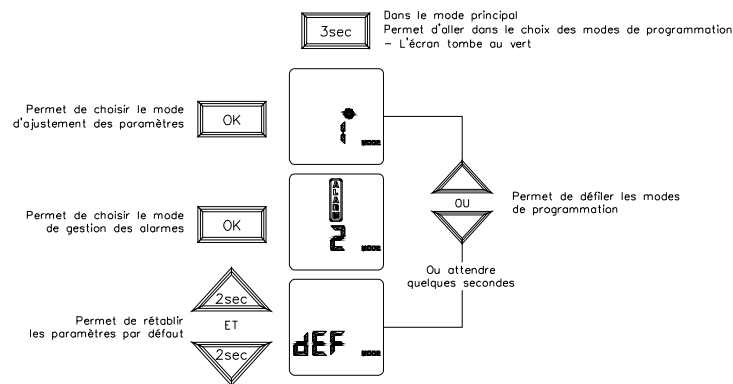 3sec
Dans le mode principal
Permet d'aller dans le choix des modes de programmation
- L'écran tombe au vert
Permet de choisir le mode
d'ajustement des paramètres
OK
1
MODE
Permet de choisir le mode
de gestion des alarmes
OK
ALARM
2
MODE
OU
Permet de défiler les modes
de programmation
Ou attendre
quelques secondes
Permet de rétablir
les paramètres par défaut
2sec
ET
2sec
dEF
MODE